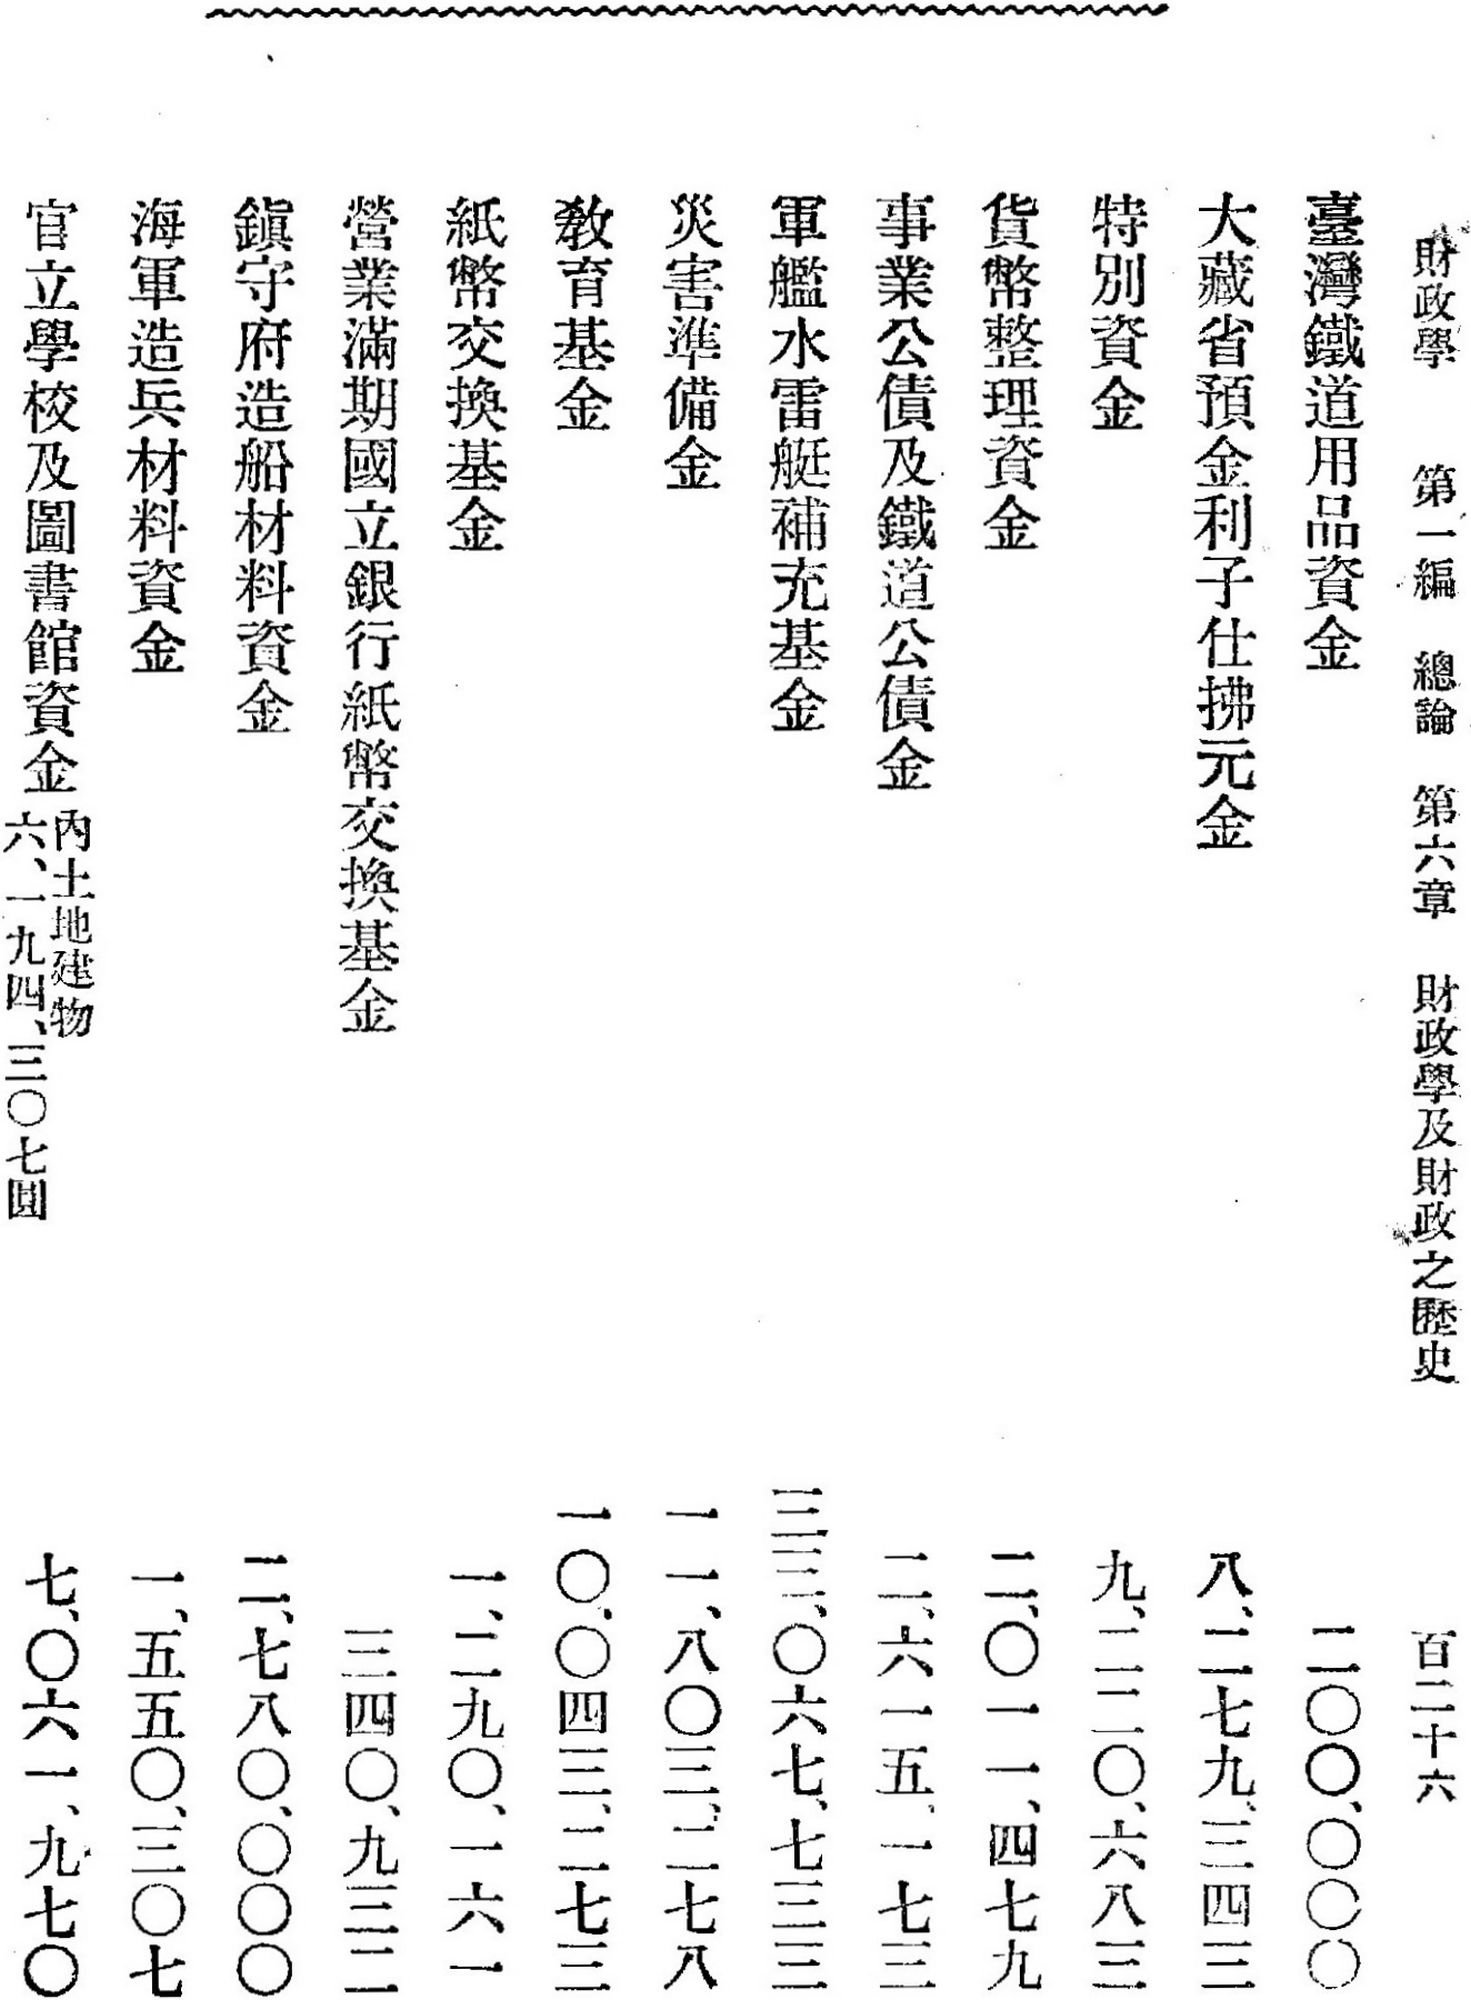 財政學 第一編 總論 第六章 財政學及財政之歷史 百二十六
臺灣鐵道用品資金 二〇〇、〇〇〇
大藏省預金利子仕拂元金 八、二七九、三四三
特別資金 九、二二〇、六八三
貨幣整理資金 二、〇一一、四七九
事業公債及鐵道公債金 二、六一五、一七三
軍艦水雷艇補充基金 三三、〇六七、七三三
災害準備金 一一、八〇三、二七八
教育基金 一〇、〇四三、二七三
紙幣交換基金 一、二九〇、一六一
營業滿期國立銀行紙幣交換基金 三四〇、九三二
鎭守府造船材料資金 二、七八〇、〇〇〇
海軍造兵材料資金 一、五五〇、三〇七
官立學校及圖書館資金 內土地建物 六、一九四、三〇七圓 七、〇六一、九七〇